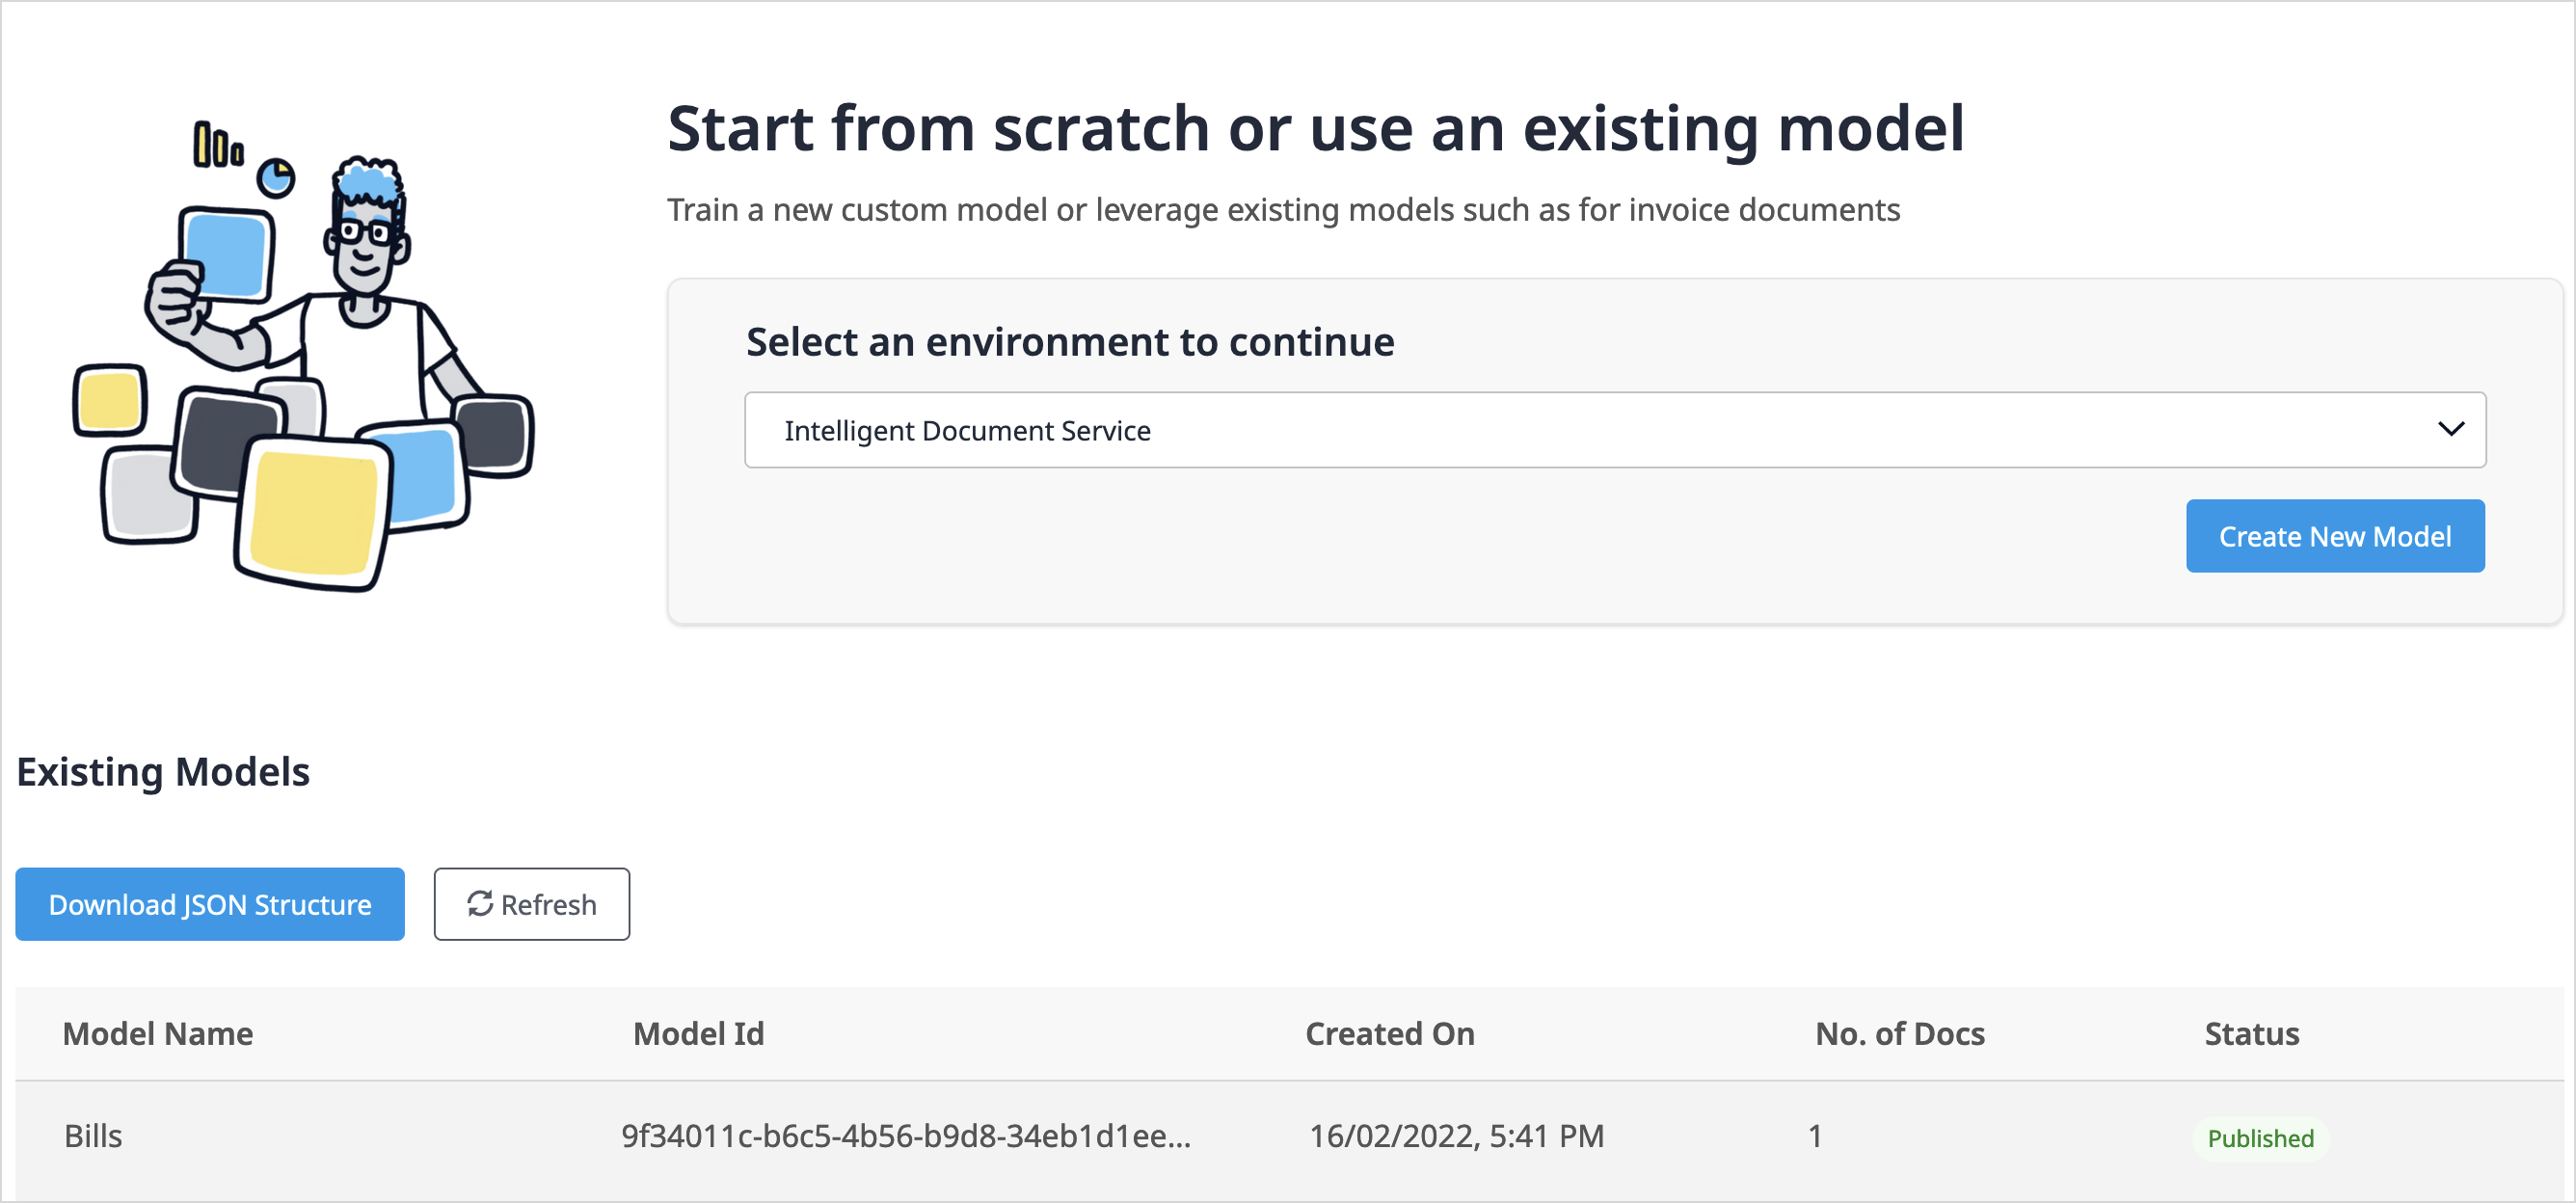 Start from scratch or use an existing model
Train a new custom model or leverage existing models such as for invoice documents
Select an environment to continue
Intelligent Document Service
Create New Model
Existing Models
Download JSON Structure
Refresh
Model Name Model Id Created On No. of Docs Status
Bills 9f34011c-b6c5-4b56-b9d8-34eb1d1ee... 16/02/2022, 5:41 PM 1 Published